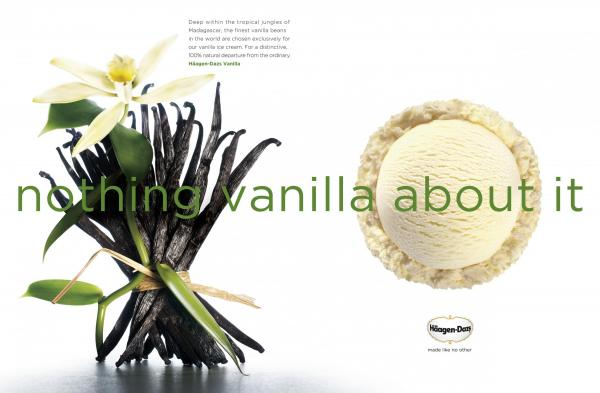 Deep within the tropical jungles of
Madagascar, the finest vanilla beans
in the world are chosen exclusively for
our vanilla ice cream. For a distinctive,
100% natural departure from the ordinary.
Häagen-Dazs Vanilla
nothing vanilla about it
Häagen-Dazs
made like no other